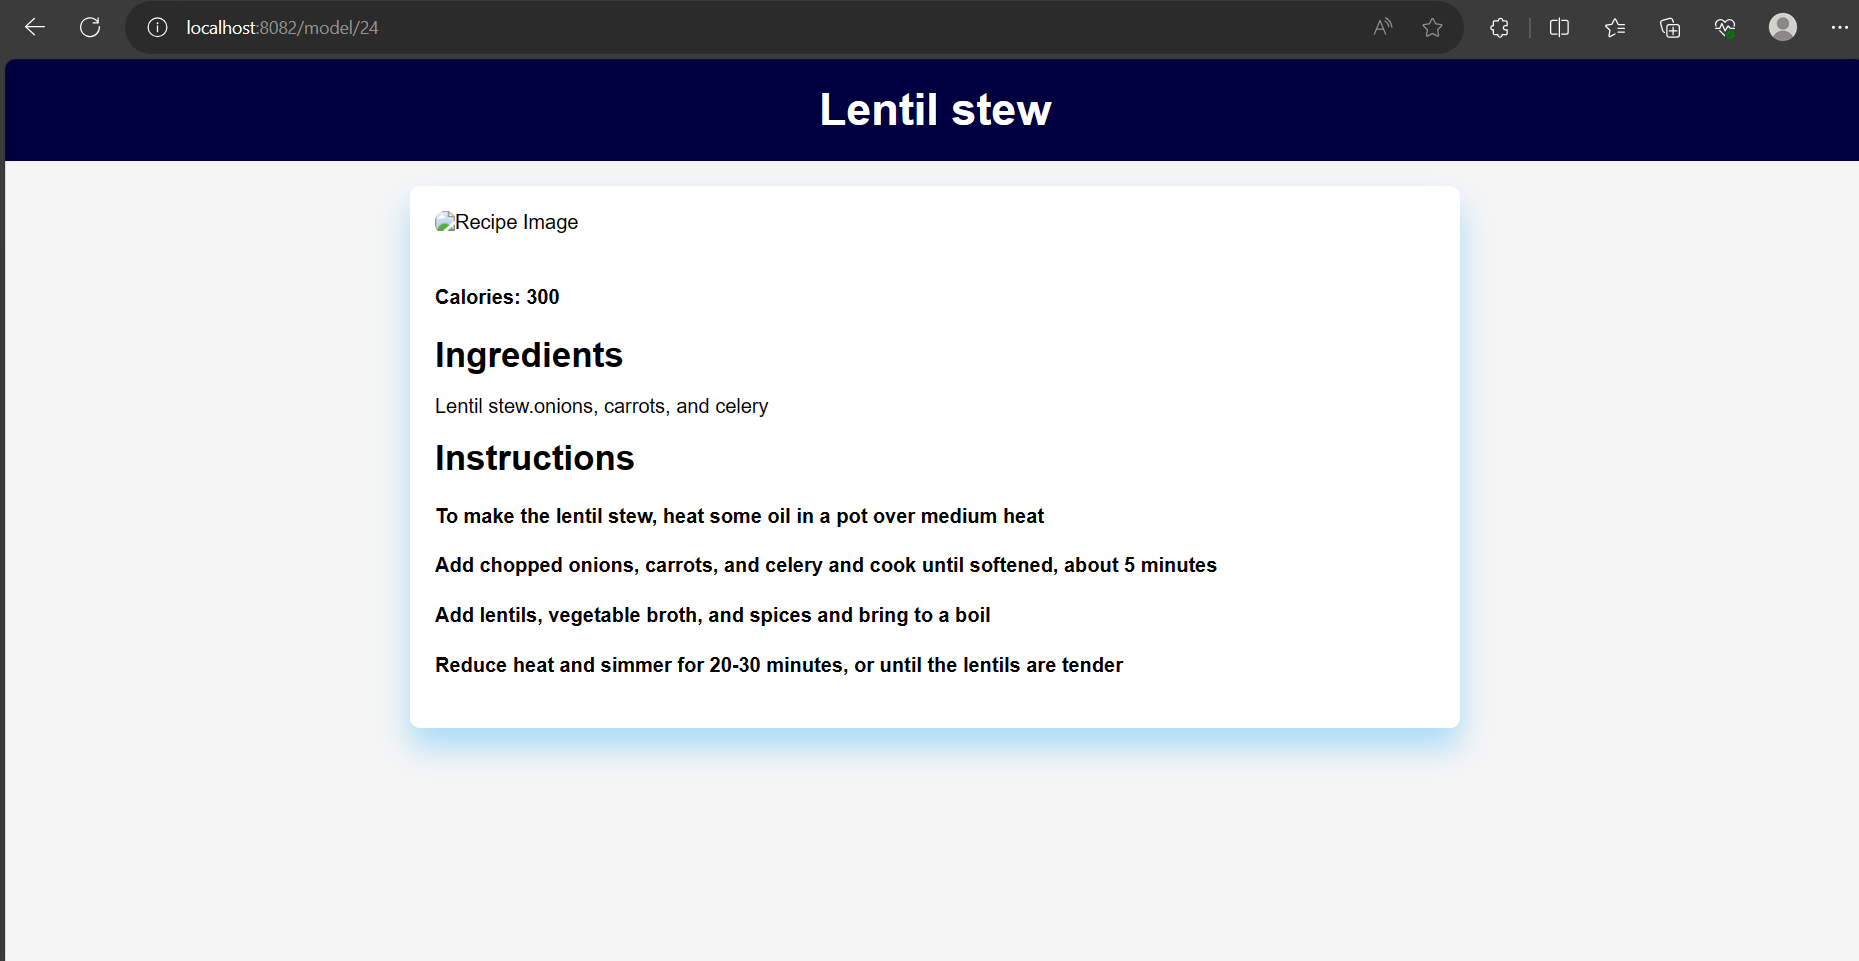 localhost:8082/model/24
Lentil stew
Recipe Image
Calories: 300
Ingredients
Lentil stew.onions, carrots, and celery
Instructions
To make the lentil stew, heat some oil in a pot over medium heat
Add chopped onions, carrots, and celery and cook until softened, about 5 minutes
Add lentils, vegetable broth, and spices and bring to a boil
Reduce heat and simmer for 20-30 minutes, or until the lentils are tender